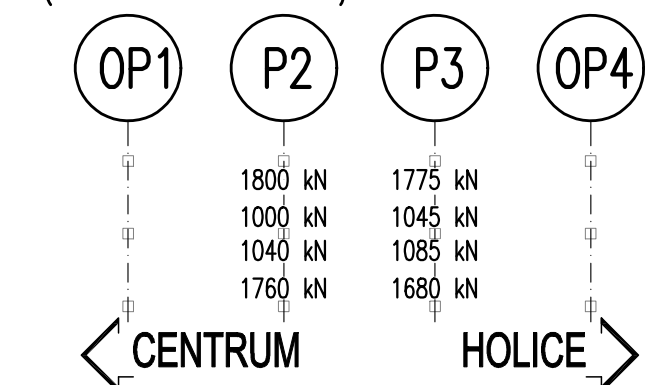 OP1 P2 P3 OP4
1800 kN 1775 kN
1000 kN 1045 kN
1040 kN 1085 kN
1760 kN 1680 kN
CENTRUM HOLICE